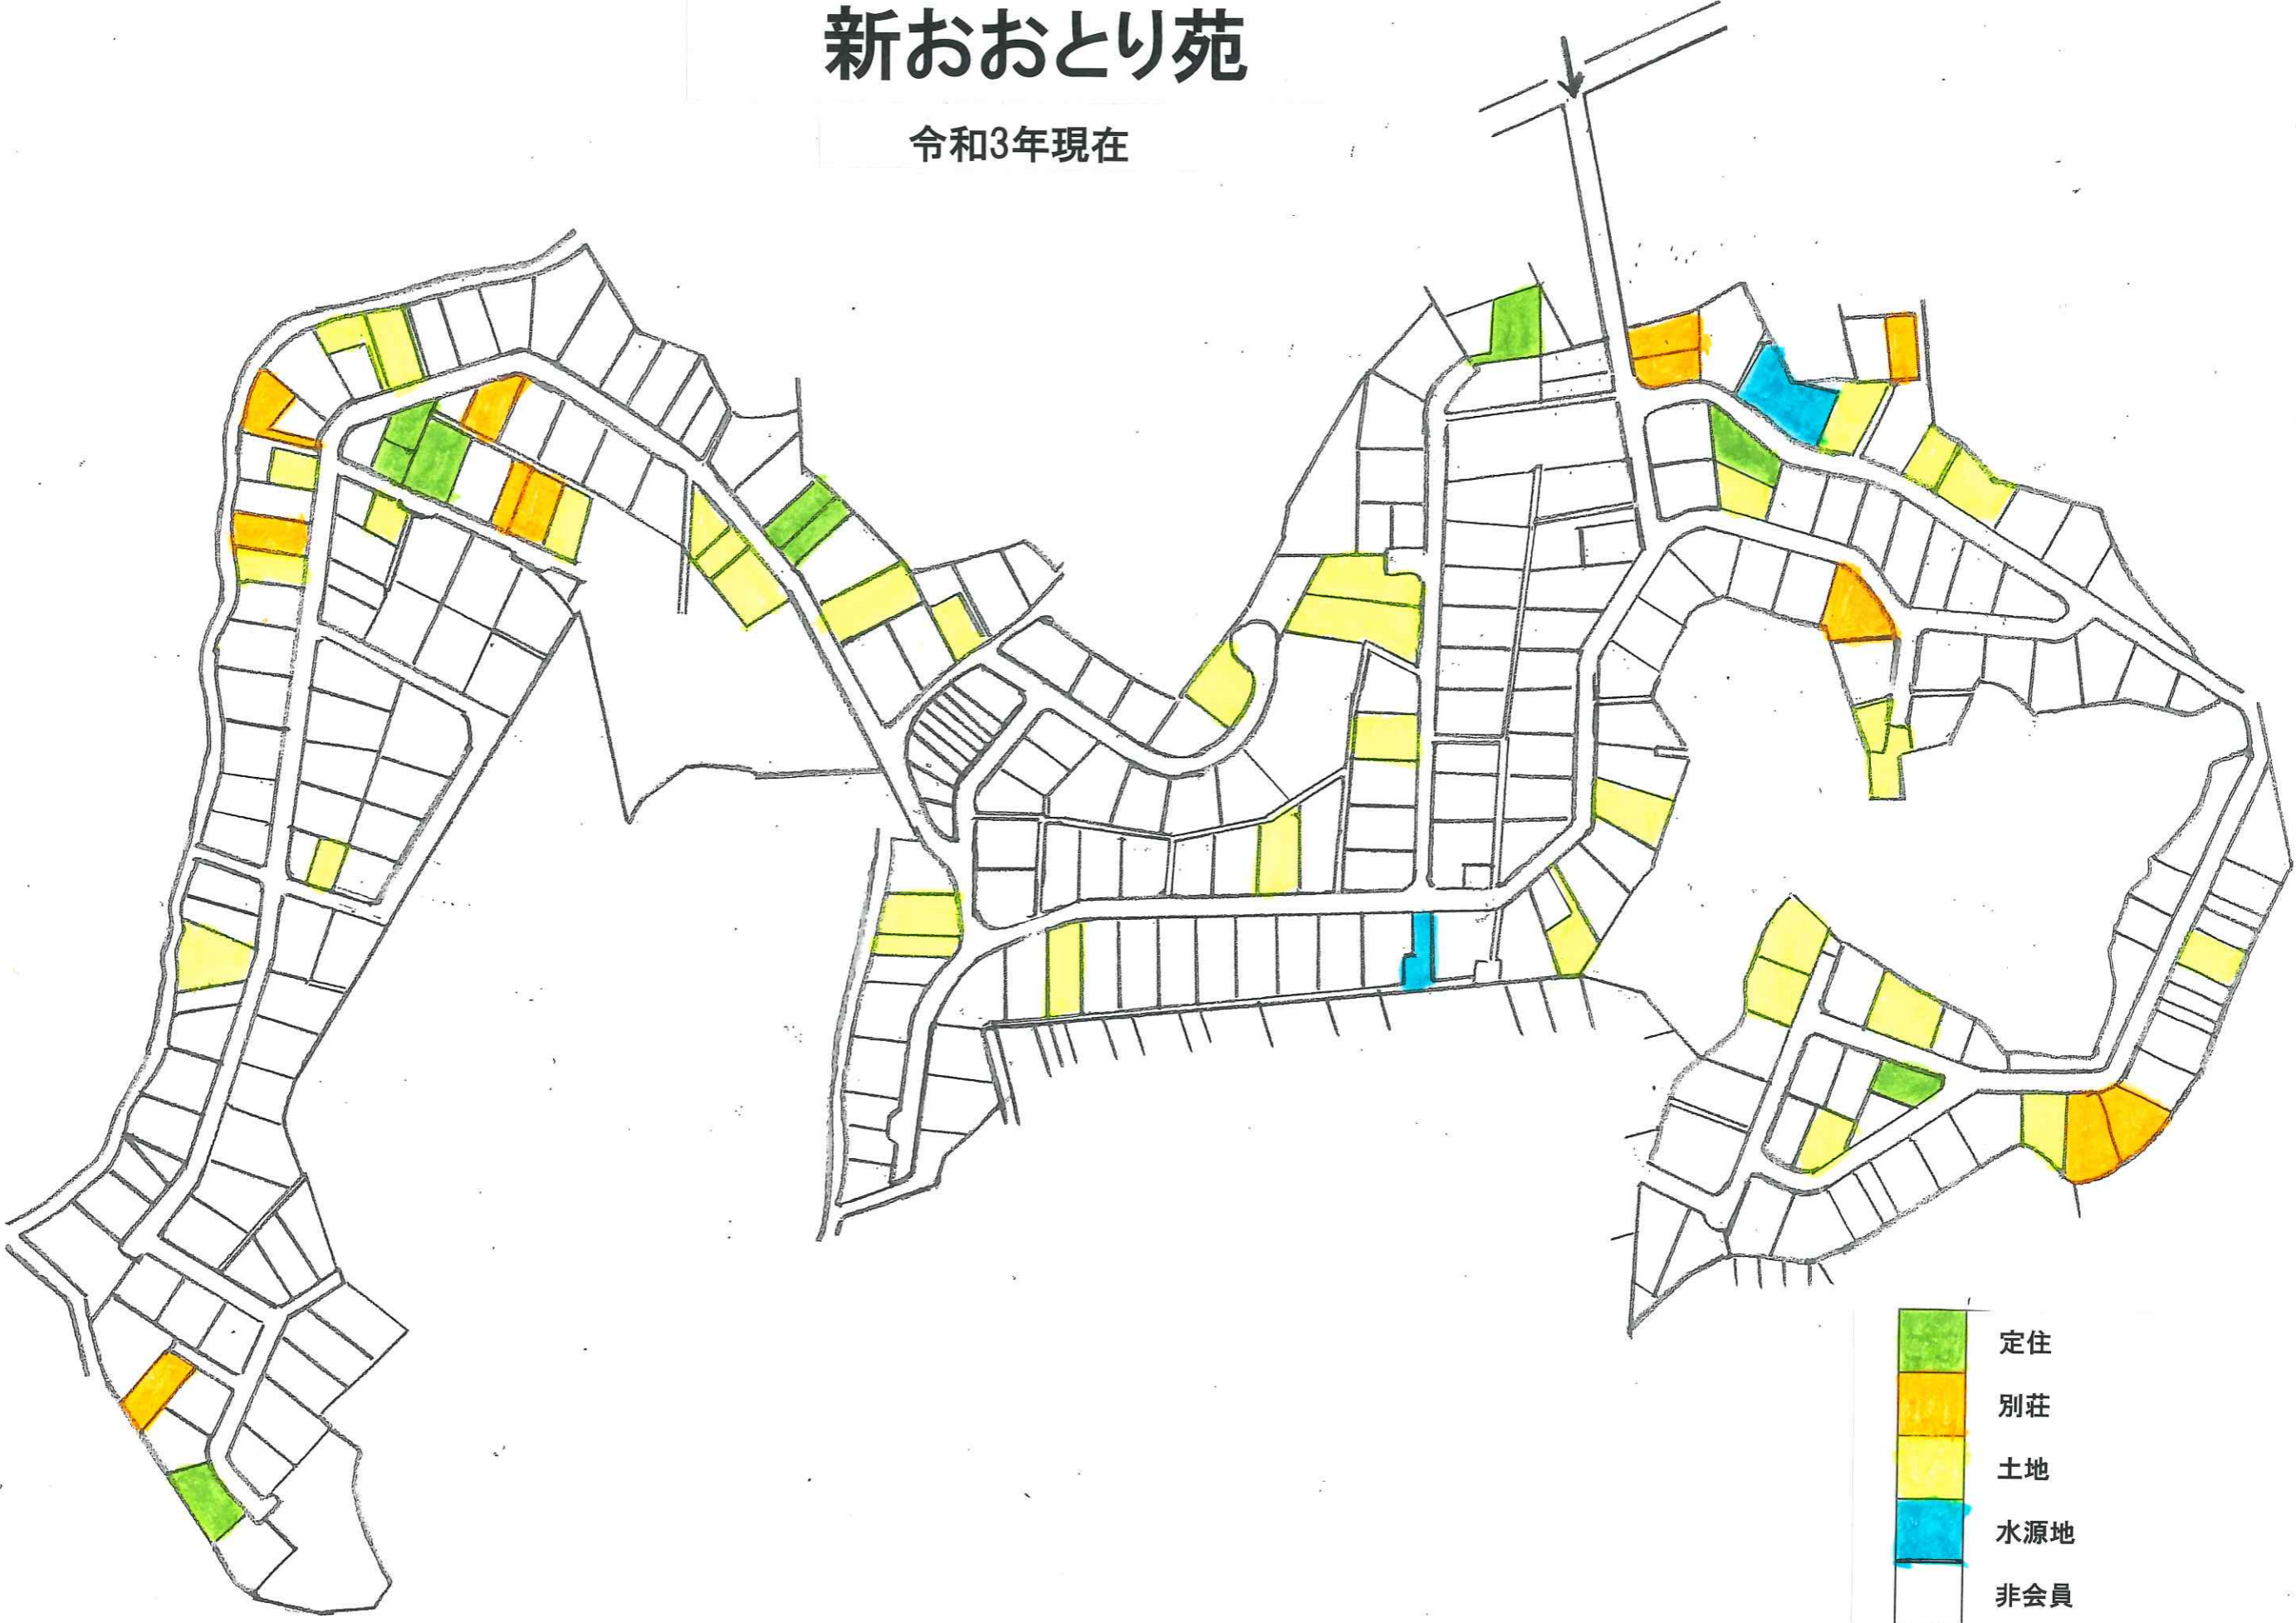 新おおとり苑
令和3年現在
定住
別荘
土地
水源地
非会員